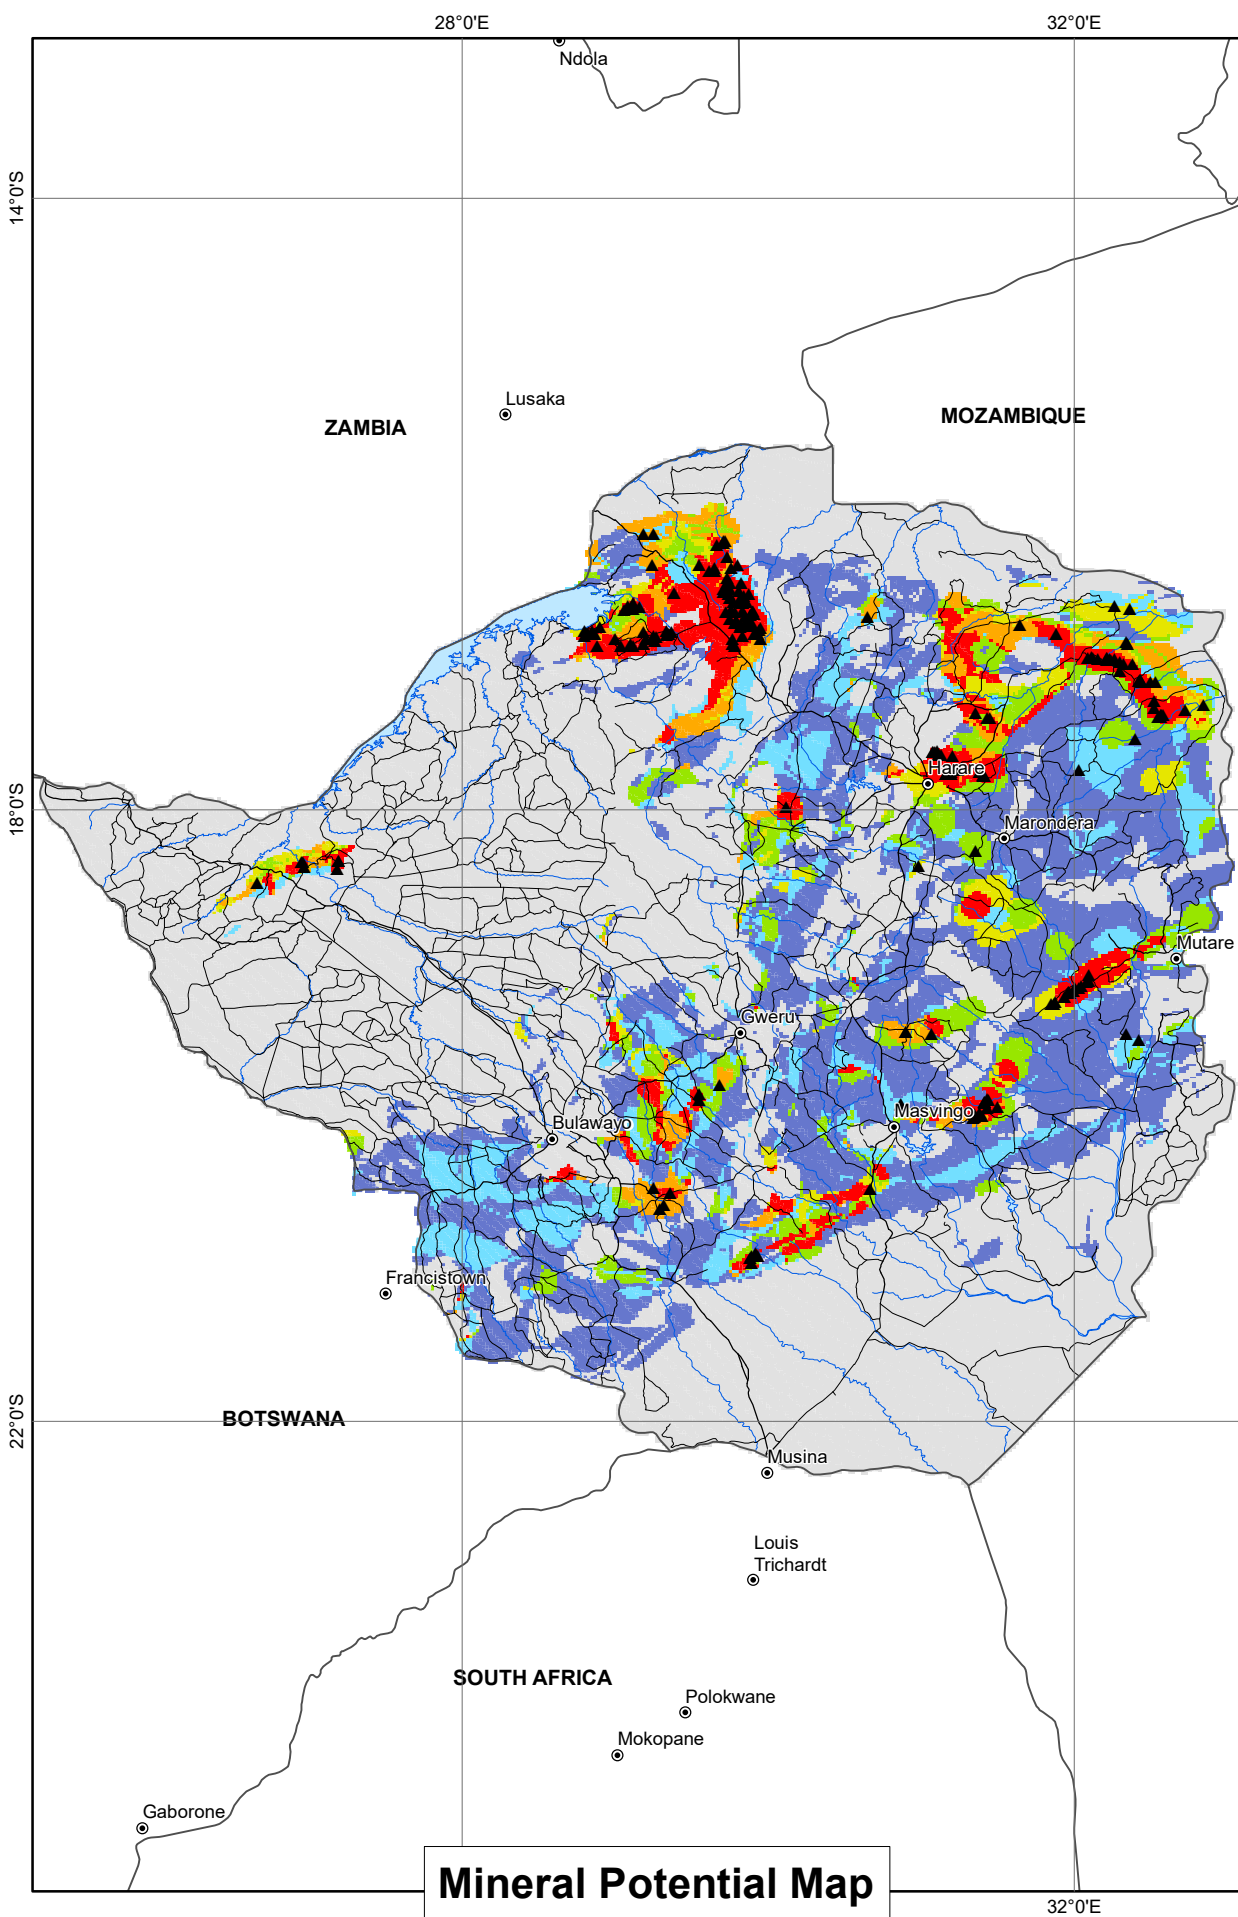 28°0'E
32°0'E
Ndola
14°0'S
Lusaka
ZAMBIA
MOZAMBIQUE
Harare
18°0'S
Marondera
Mutare
Gweru
Masvingo
Bulawayo
Francistown
BOTSWANA
22°0'S
Musina
Louis
Trichardt
SOUTH AFRICA
Polokwane
Mokopane
Gaborone
Mineral Potential Map
32°0'E